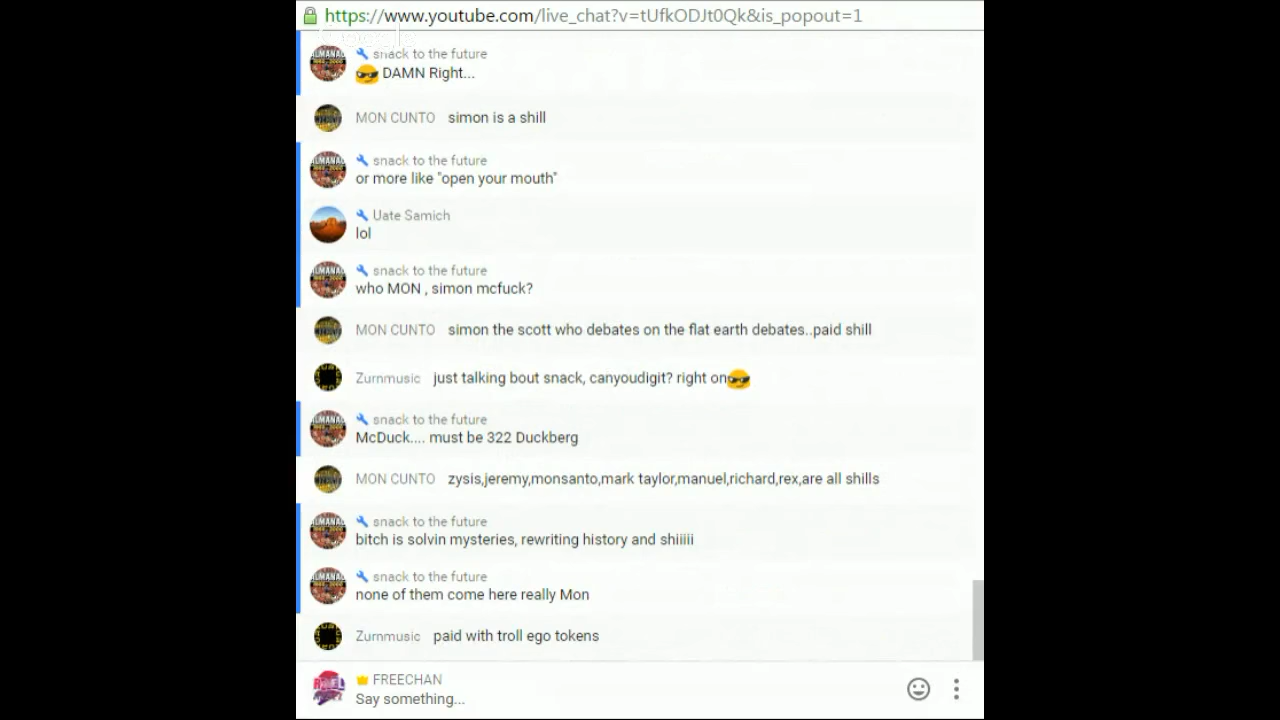 https://www.youtube.com/live_chat?v=tUfkODJt0Qk&is_popout=1
snack to the future
DAMN Right...
MON CUNTO simon is a shill
snack to the future
or more like "open your mouth"
Uate Samich
lol
snack to the future
who MON , simon mcfuck?
MON CUNTO simon the scott who debates on the flat earth debates..paid shill
Zurnmusic just talking bout snack, canyoudigit? right on
snack to the future
McDuck.... must be 322 Duckberg
MON CUNTO zysis,jeremy,monsanto,mark taylor,manuel,richard,rex,are all shills
snack to the future
bitch is solvin mysteries, rewriting history and shiiiii
snack to the future
none of them come here really Mon
Zurnmusic paid with troll ego tokens
FREECHAN
Say something...